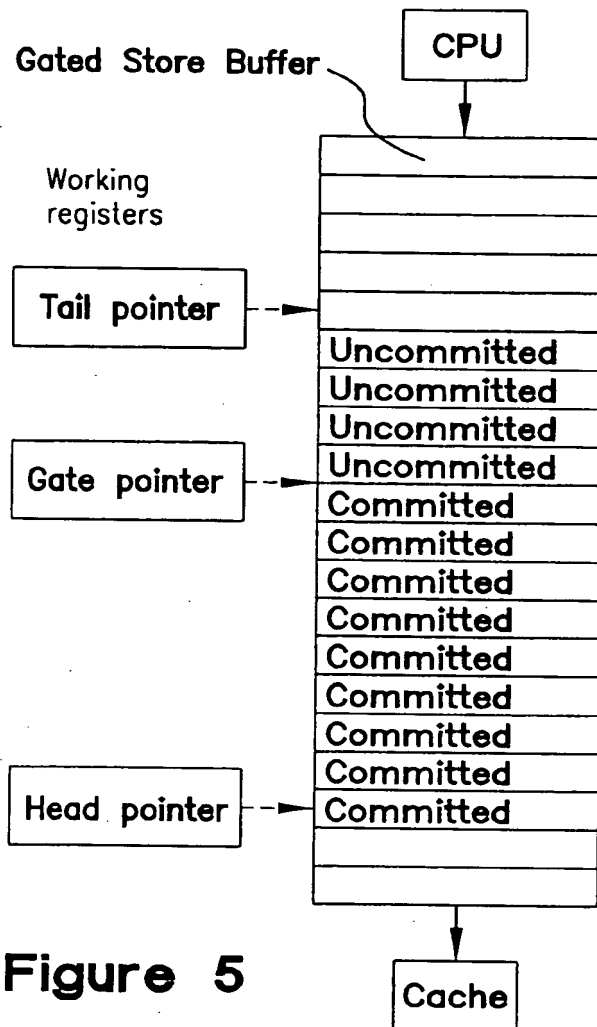 CPU
Gated Store Buffer
Working
registers
Tail pointer
Uncommitted
Uncommitted
Uncommitted
Uncommitted
Gate pointer
Committed
Committed
Committed
Committed
Committed
Committed
Committed
Committed
Head pointer
Committed
Figure 5
Cache